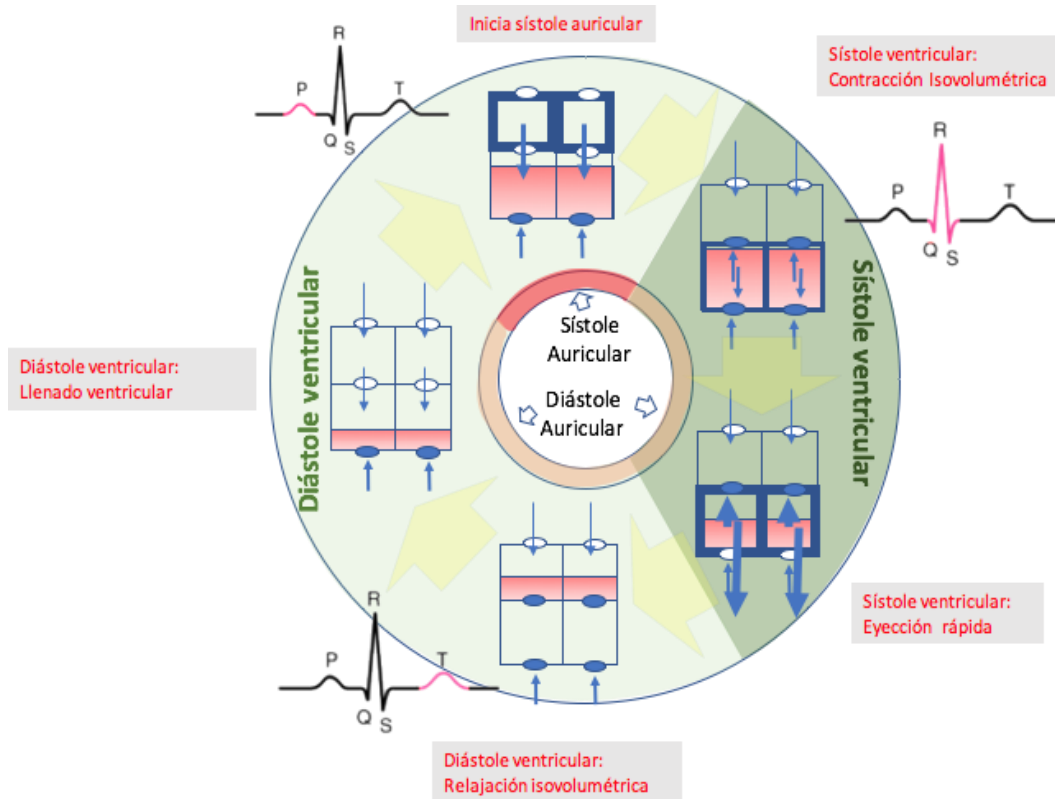 Inicia sístole auricular
Sístole ventricular:
Contracción Isovolumétrica
R
P
T
Q
S
R
P
T
Q
S
Diástole ventricular
Sístole ventricular
Sístole
Auricular
Diástole
Auricular
Diástole ventricular:
Llenado ventricular
Sístole ventricular:
Eyección rápida
R
P
T
Q
S
Diástole ventricular:
Relajación isovolumétrica